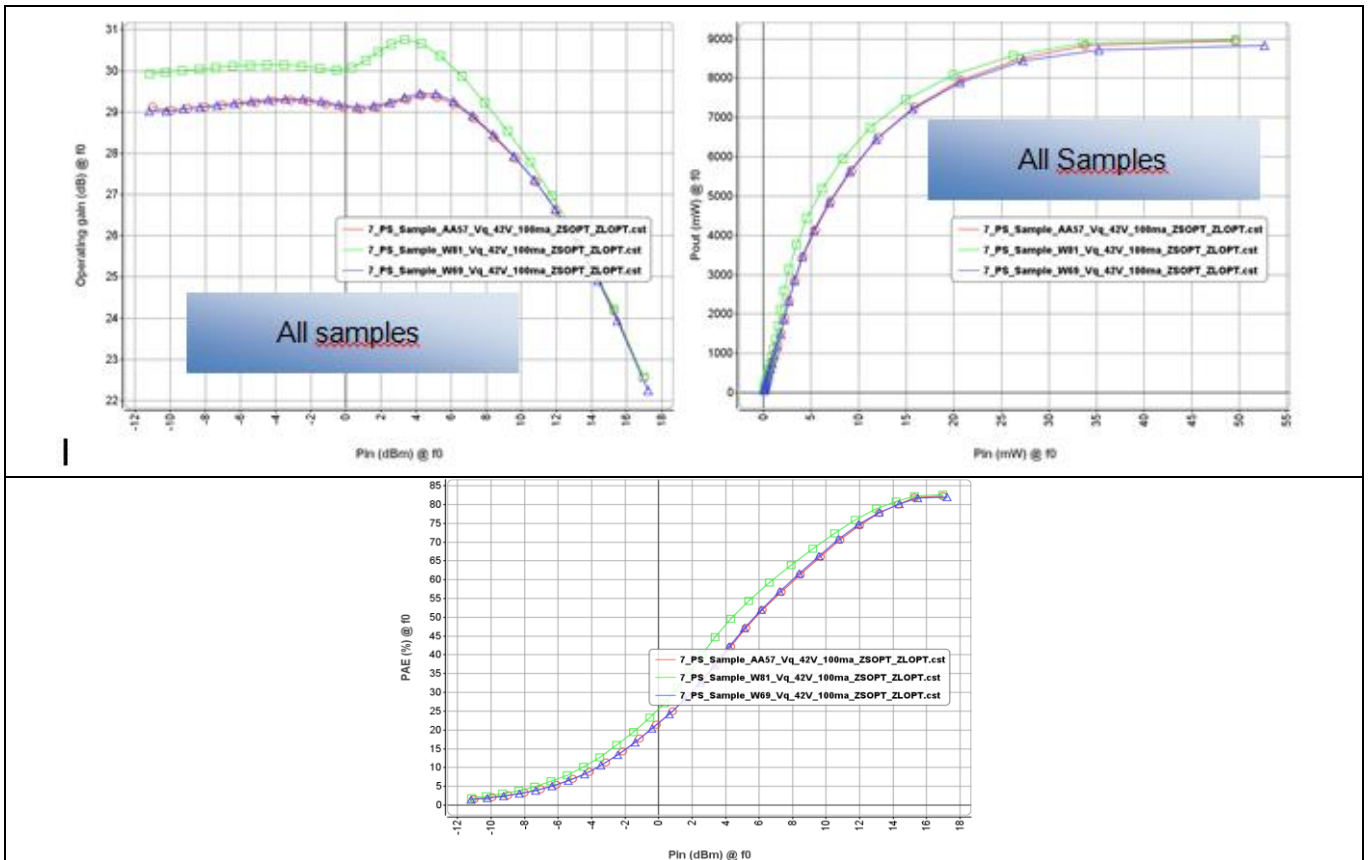 31
30
29
28
27
26
25
24
23
22
Operating gain (dB) @ f0
7_PS_Sample_AA57_Vq_42V_100ma_ZSOPT_ZLOPT.cst
7_PS_Sample_W81_Vq_42V_100ma_ZSOPT_ZLOPT.cst
7_PS_Sample_W69_Vq_42V_100ma_ZSOPT_ZLOPT.cst
All samples
-12 -10 -8 -6 -4 -2 0 2 4 6 8 10 12 14 16 18
Pin (dBm) @ f0
9000
8000
7000
6000
5000
4000
3000
2000
1000
0
Pout (mW) @ f0
All Samples
7_PS_Sample_AA57_Vq_42V_100ma_ZSOPT_ZLOPT.cst
7_PS_Sample_W81_Vq_42V_100ma_ZSOPT_ZLOPT.cst
7_PS_Sample_W69_Vq_42V_100ma_ZSOPT_ZLOPT.cst
0 5 10 15 20 25 30 35 40 45 50 55
Pin (mW) @ f0
85
80
75
70
65
60
55
50
45
40
35
30
25
20
15
10
5
0
PAE (%) @ f0
7_PS_Sample_AA57_Vq_42V_100ma_ZSOPT_ZLOPT.cst
7_PS_Sample_W81_Vq_42V_100ma_ZSOPT_ZLOPT.cst
7_PS_Sample_W69_Vq_42V_100ma_ZSOPT_ZLOPT.cst
-12 -10 -8 -6 -4 -2 0 2 4 6 8 10 12 14 16 18
Pin (dBm) @ f0